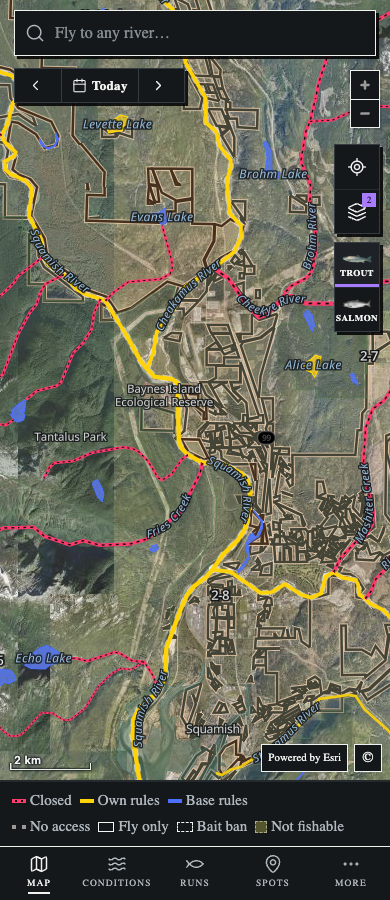 Fly to any river…
Today
Levette Lake
Brohm Lake
2
Evans Lake
Brohm River
Squamish River
Cheakamus River
Cheekye River
TROUT
SALMON
2-7
Alice Lake
Baynes Island
Ecological Reserve
99
Tantalus Park
Squamish River
Mashiter Creek
Fries Creek
2-8
Echo Lake
Squamish River
Squamish
2 km
Powered by Esri
©
Closed
Own rules
Base rules
No access
Fly only
Bait ban
Not fishable
MAP
CONDITIONS
RUNS
SPOTS
MORE